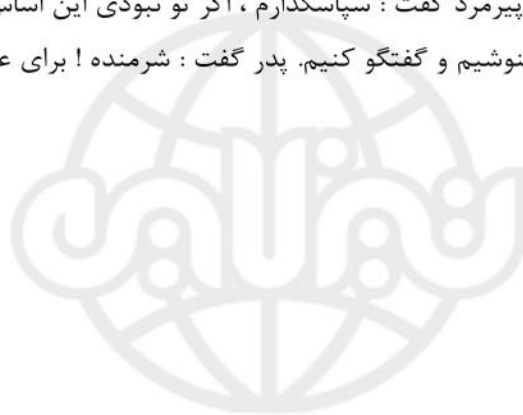 پیرمرد گفت : سپاسگذارم ، اگر تو نبودی این اساس
نوشیم و گفتگو کنیم. پدر گفت : شرمنده ! برای ع